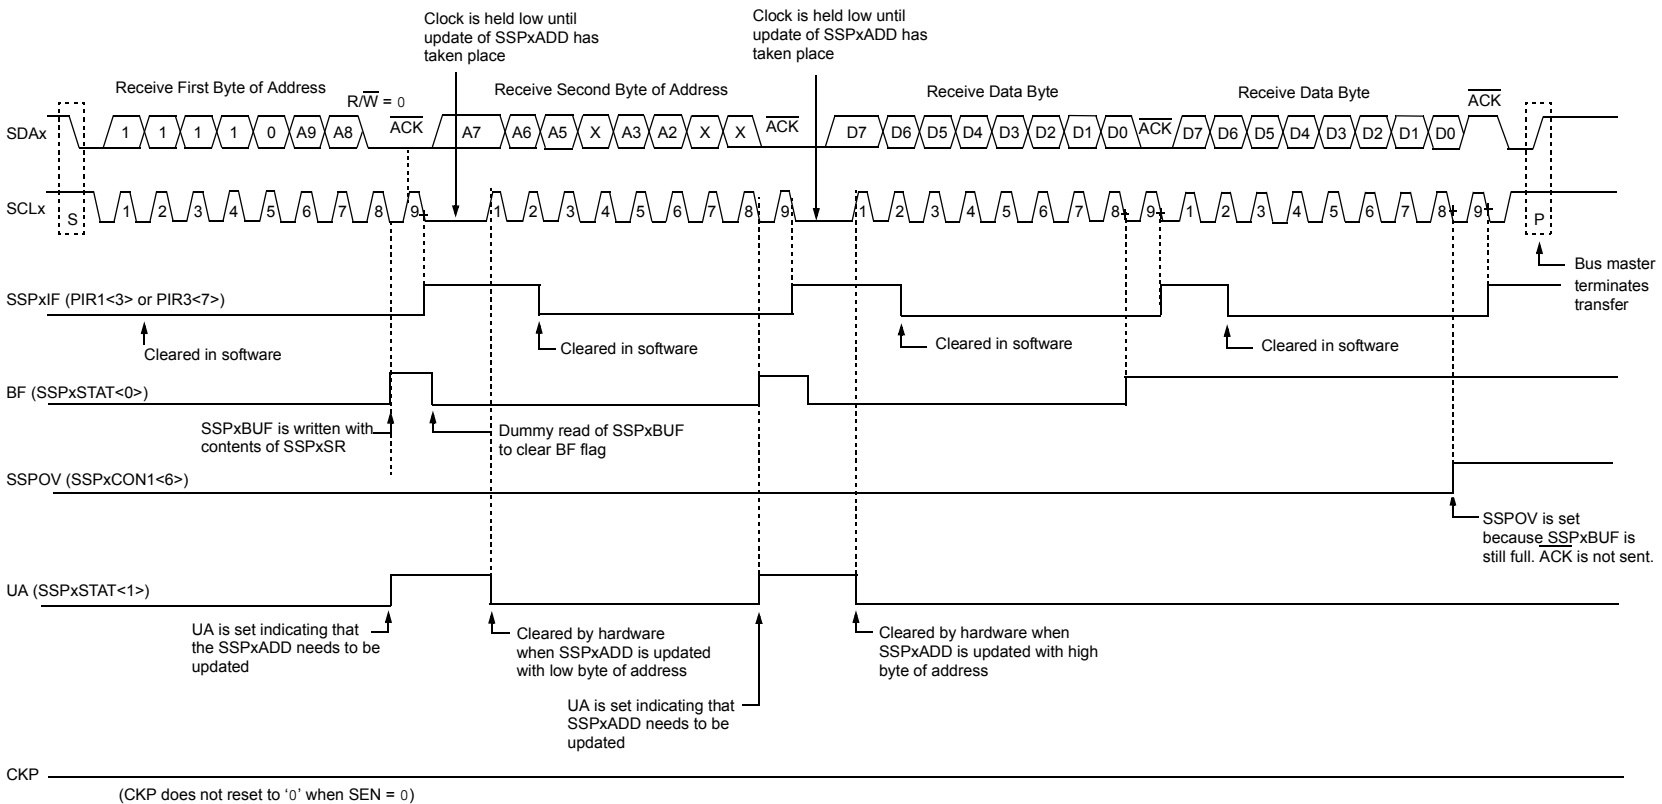 Clock is held low until
update of SSPxADD has
taken place
Clock is held low until
update of SSPxADD has
taken place
Receive First Byte of Address
R/W = 0
Receive Second Byte of Address
Receive Data Byte
Receive Data Byte
ACK
SDAx
1 1 1 1 0 A9 A8
ACK
A7 A6 A5 X A3 A2 X X
ACK
D7 D6 D5 D4 D3 D2 D1 D0
ACK
D7 D6 D5 D4 D3 D2 D1 D0
SCLx
S
1 2 3 4 5 6 7 8 9
1 2 3 4 5 6 7 8 9
1 2 3 4 5 6 7 8 9
1 2 3 4 5 6 7 8 9
P
Bus master
terminates
transfer
SSPxIF (PIR1<3> or PIR3<7>)
Cleared in software
Cleared in software
Cleared in software
Cleared in software
BF (SSPxSTAT<0>)
SSPxBUF is written with
contents of SSPxSR
Dummy read of SSPxBUF
to clear BF flag
SSPOV (SSPxCON1<6>)
SSPOV is set
because SSPxBUF is
still full. ACK is not sent.
UA (SSPxSTAT<1>)
UA is set indicating that
the SSPxADD needs to be
updated
Cleared by hardware
when SSPxADD is updated
with low byte of address
UA is set indicating that
SSPxADD needs to be
updated
Cleared by hardware when
SSPxADD is updated with high
byte of address
CKP
(CKP does not reset to ‘0’ when SEN = 0)